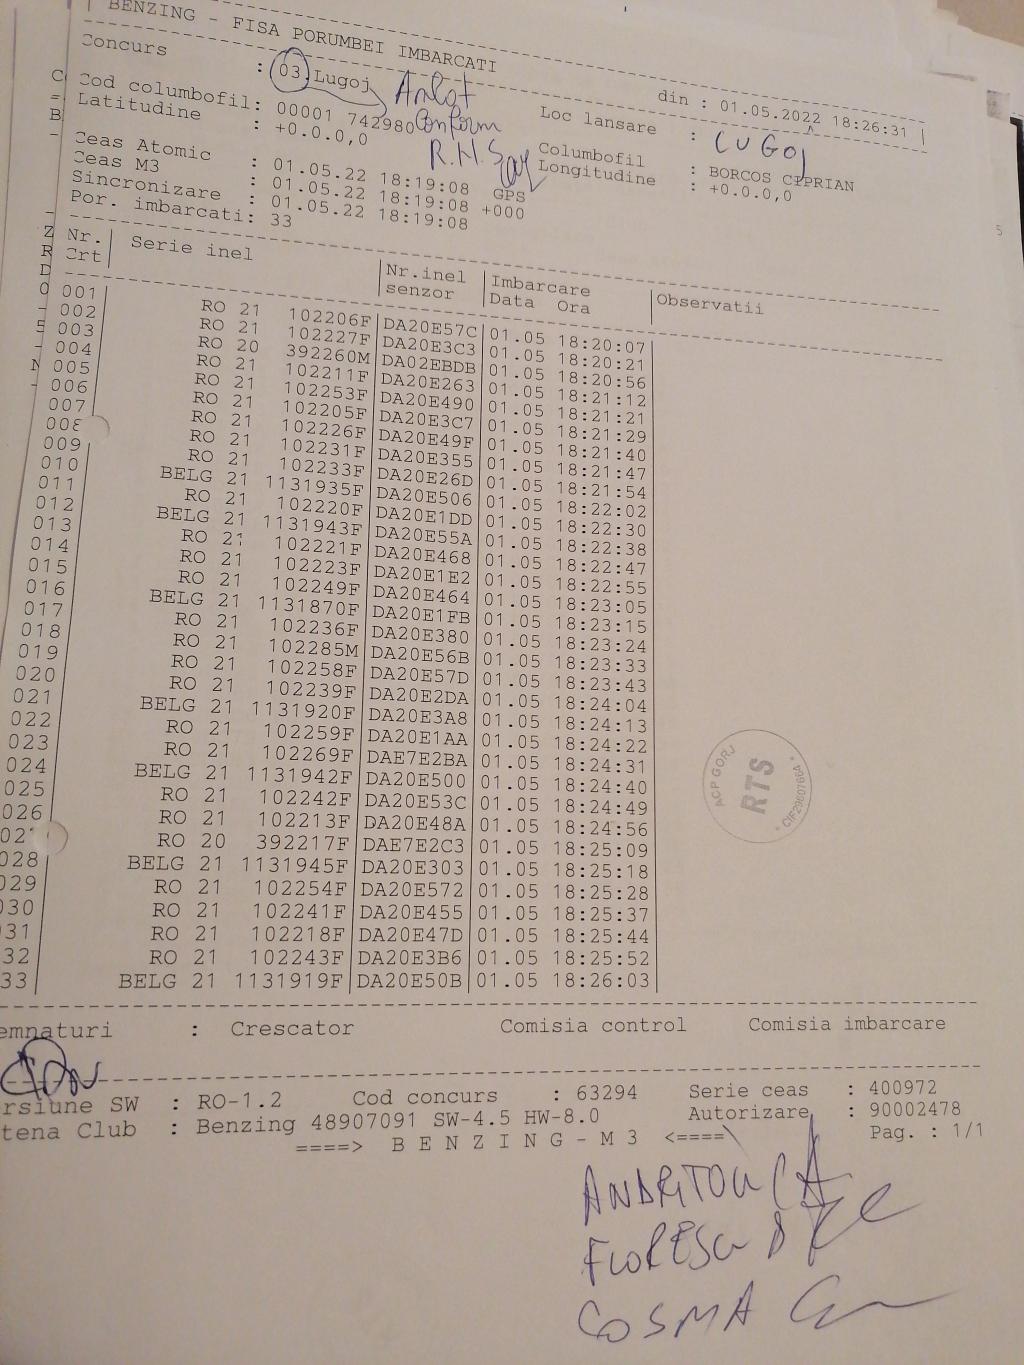 BENZING - FISA PORUMBEI IMBARCATI
din : 01.05.2022 18:26:31
Concurs : 03 Lugoj
Anlot
Conform
R.N.S
Loc lansare : LUGOJ
Cod columbofil: 00001 742980
Columbofil : BORCOS CIPRIAN
Latitudine : +0.0.0,0
Longitudine : +0.0.0,0
Ceas Atomic : 01.05.22 18:19:08 GPS
Ceas M3 : 01.05.22 18:19:08 +000
Sincronizare : 01.05.22 18:19:08
Por. imbarcati: 33
Nr. Crt | Serie inel | Nr.inel senzor | Imbarcare Data Ora | Observatii
001 RO 21 102206F DA20E57C 01.05 18:20:07
002 RO 21 102227F DA20E3C3 01.05 18:20:21
003 RO 20 392260M DA02EBDB 01.05 18:20:56
004 RO 21 102211F DA20E263 01.05 18:21:12
005 RO 21 102253F DA20E490 01.05 18:21:21
006 RO 21 102205F DA20E3C7 01.05 18:21:29
007 RO 21 102226F DA20E49F 01.05 18:21:40
008 RO 21 102231F DA20E355 01.05 18:21:47
009 RO 21 102233F DA20E26D 01.05 18:21:54
010 BELG 21 1131935F DA20E506 01.05 18:22:02
011 RO 21 102220F DA20E1DD 01.05 18:22:30
012 BELG 21 1131943F DA20E55A 01.05 18:22:38
013 RO 21 102221F DA20E468 01.05 18:22:47
014 RO 21 102223F DA20E1E2 01.05 18:22:55
015 RO 21 102249F DA20E464 01.05 18:23:05
016 BELG 21 1131870F DA20E1FB 01.05 18:23:15
017 RO 21 102236F DA20E380 01.05 18:23:24
018 RO 21 102285M DA20E56B 01.05 18:23:33
019 RO 21 102258F DA20E57D 01.05 18:23:43
020 RO 21 102239F DA20E2DA 01.05 18:24:04
021 BELG 21 1131920F DA20E3A8 01.05 18:24:13
022 RO 21 102259F DA20E1AA 01.05 18:24:22
023 RO 21 102269F DAE7E2BA 01.05 18:24:31
024 BELG 21 1131942F DA20E500 01.05 18:24:40
025 RO 21 102242F DA20E53C 01.05 18:24:49
026 RO 21 102213F DA20E48A 01.05 18:24:56
027 RO 20 392217F DAE7E2C3 01.05 18:25:09
028 BELG 21 1131945F DA20E303 01.05 18:25:18
029 RO 21 102254F DA20E572 01.05 18:25:28
030 RO 21 102241F DA20E455 01.05 18:25:37
31 RO 21 102218F DA20E47D 01.05 18:25:44
32 RO 21 102243F DA20E3B6 01.05 18:25:52
33 BELG 21 1131919F DA20E50B 01.05 18:26:03
ACP GORJ
RTS
* CIF29607664 *
emnaturi : Crescator Comisia control Comisia imbarcare
rsiune SW : RO-1.2 Cod concurs : 63294 Serie ceas : 400972
tena Club : Benzing 48907091 SW-4.5 HW-8.0 Autorizare : 90002478
====> B E N Z I N G - M 3 <==== Pag. : 1/1
COSMA